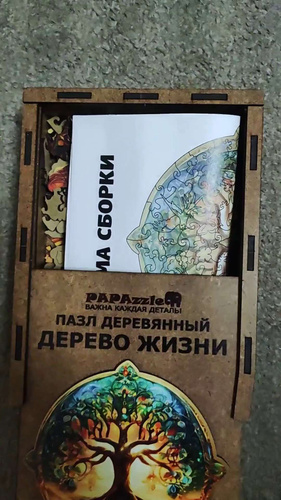 МА СБОРКИ
PAPAzzle
ВАЖНА КАЖДАЯ ДЕТАЛЬ!
ПАЗЛ ДЕРЕВЯННЫЙ
ДЕРЕВО ЖИЗНИ